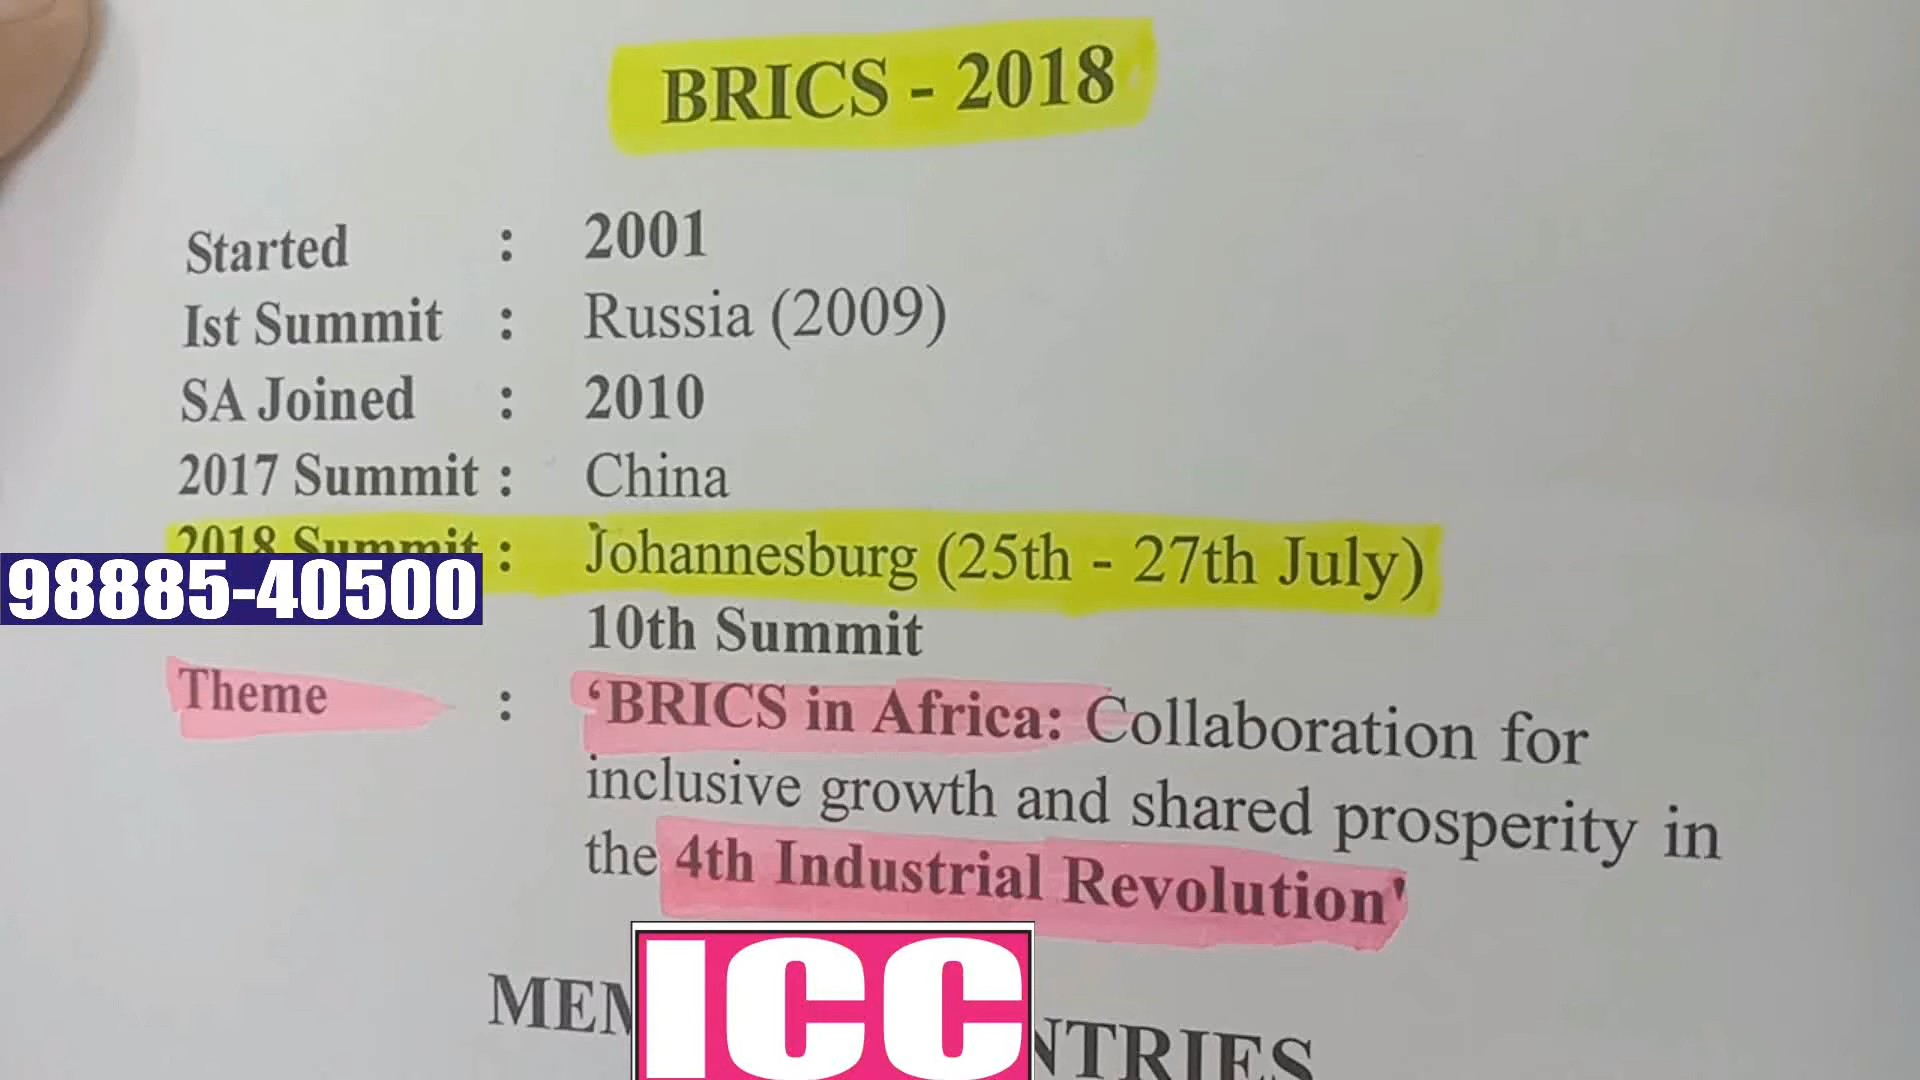 BRICS - 2018
Started : 2001
Ist Summit : Russia (2009)
SA Joined : 2010
2017 Summit : China
2018 Summit : Johannesburg (25th - 27th July)
98885-40500
10th Summit
Theme : ‘BRICS in Africa: Collaboration for
inclusive growth and shared prosperity in
the 4th Industrial Revolution'
ICC